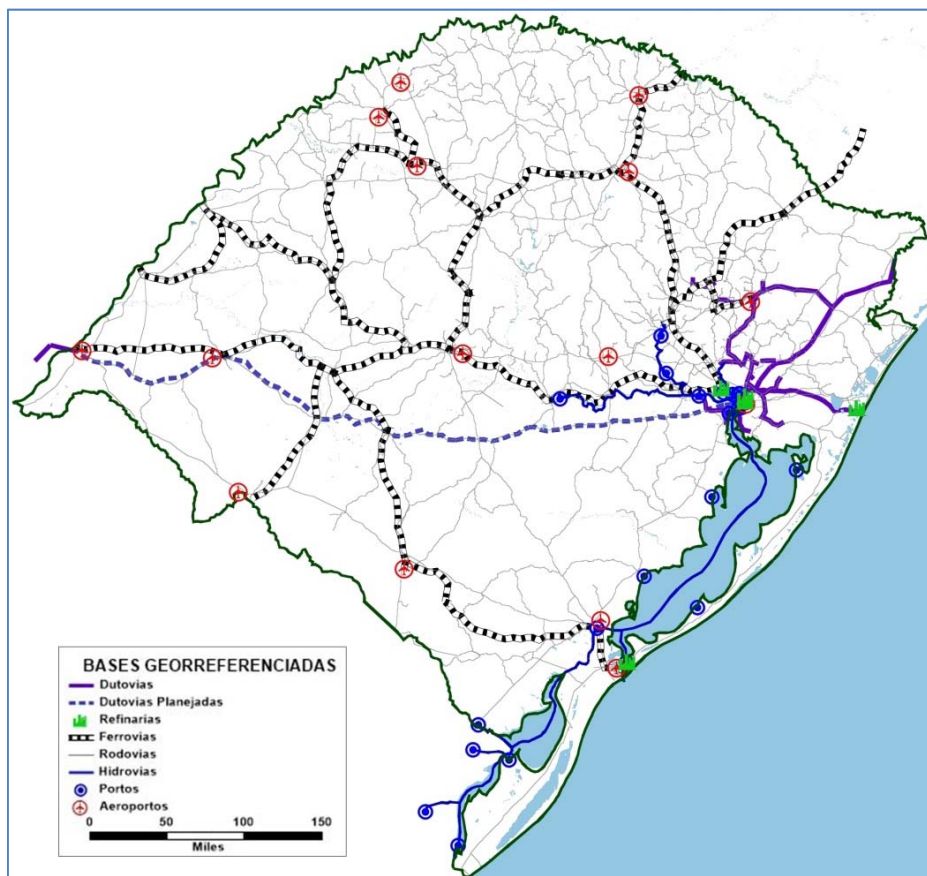 BASES GEORREFERENCIADAS
Dutovias
Dutovias Planejadas
Refinarias
Ferrovias
Rodovias
Hidrovias
Portos
Aeroportos
0 50 100 150
Miles